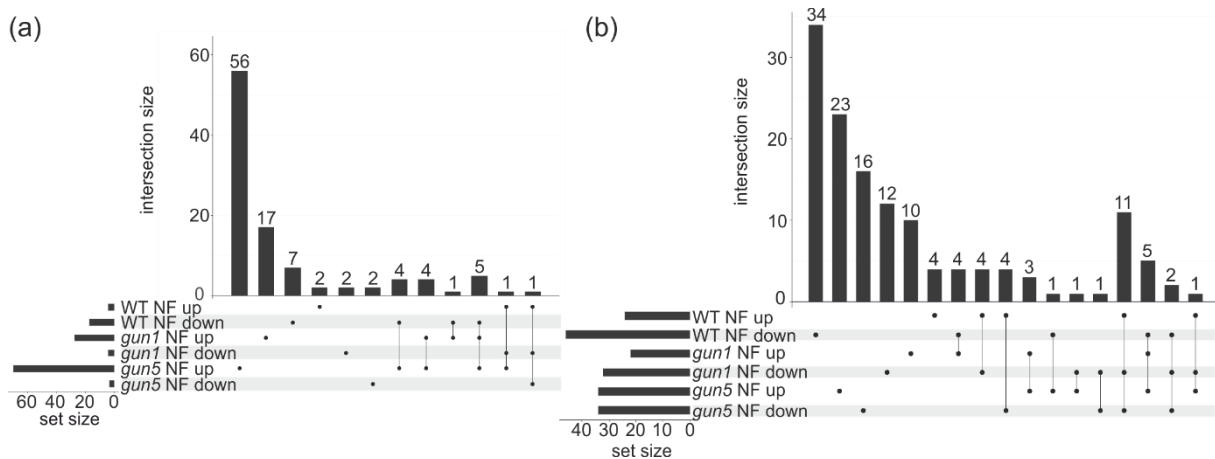 (a)
intersection size
60
40
20
0
56
17
7
2
2
2
4
4
1
5
1
1
WT NF up
WT NF down
gun1 NF up
gun1 NF down
gun5 NF up
gun5 NF down
60 40 20 0
set size
(b)
intersection size
30
20
10
0
34
23
16
12
10
4
4
4
4
3
1
1
1
11
5
2
1
WT NF up
WT NF down
gun1 NF up
gun1 NF down
gun5 NF up
gun5 NF down
40 30 20 10 0
set size